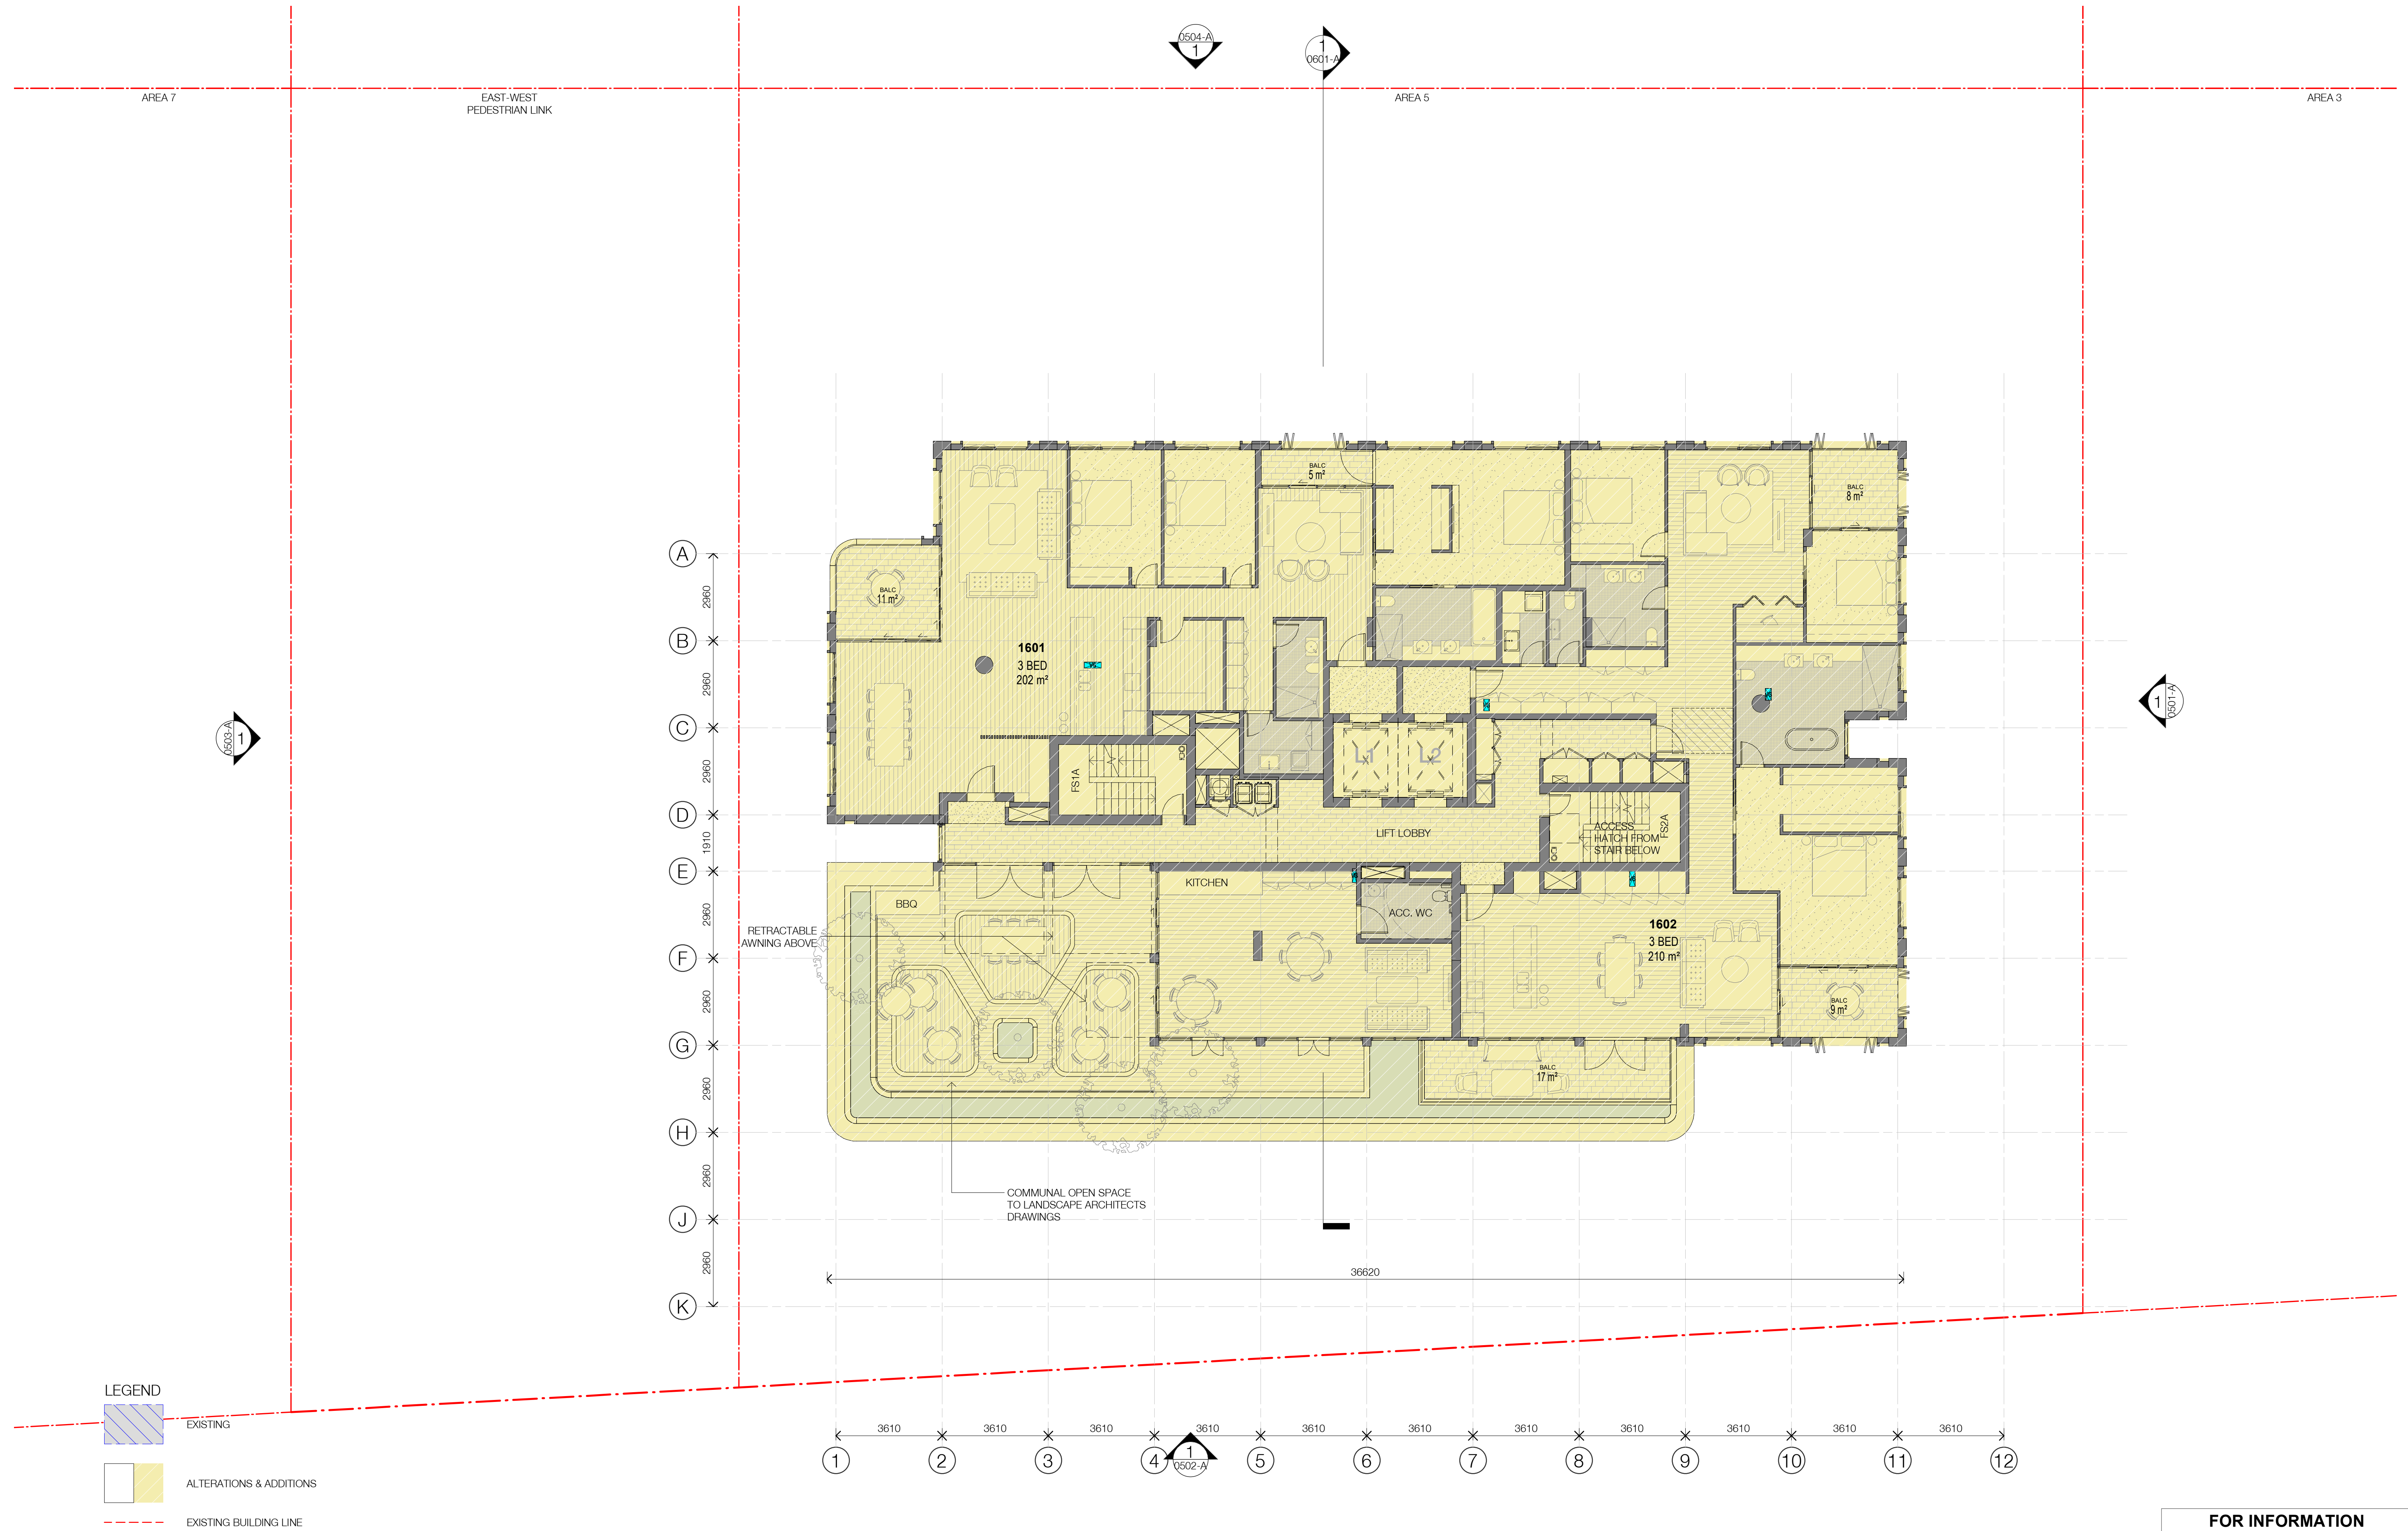 0504-A
1
1
0601-A
AREA 7
EAST-WEST
PEDESTRIAN LINK
AREA 5
AREA 3
BALC
5 m²
BALC
8 m²
A
2960
BALC
11 m²
B
1601
3 BED
202 m²
2960
C
0503-A
1
1
0501-A
2960
L1
L2
FS1A
D
1910
LIFT LOBBY
ACCESS
HATCH FROM
STAIR BELOW
FS2A
E
KITCHEN
BBQ
ACC. WC
2960
RETRACTABLE
AWNING ABOVE
1602
3 BED
210 m²
F
2960
BALC
9 m²
G
BALC
17 m²
2960
H
2960
COMMUNAL OPEN SPACE
TO LANDSCAPE ARCHITECTS
DRAWINGS
J
2960
36620
K
LEGEND
EXISTING
ALTERATIONS & ADDITIONS
EXISTING BUILDING LINE
3610 3610 3610 3610 3610 3610 3610 3610 3610 3610 3610
1 2 3 4 5 6 7 8 9 10 11 12
1
0502-A
FOR INFORMATION